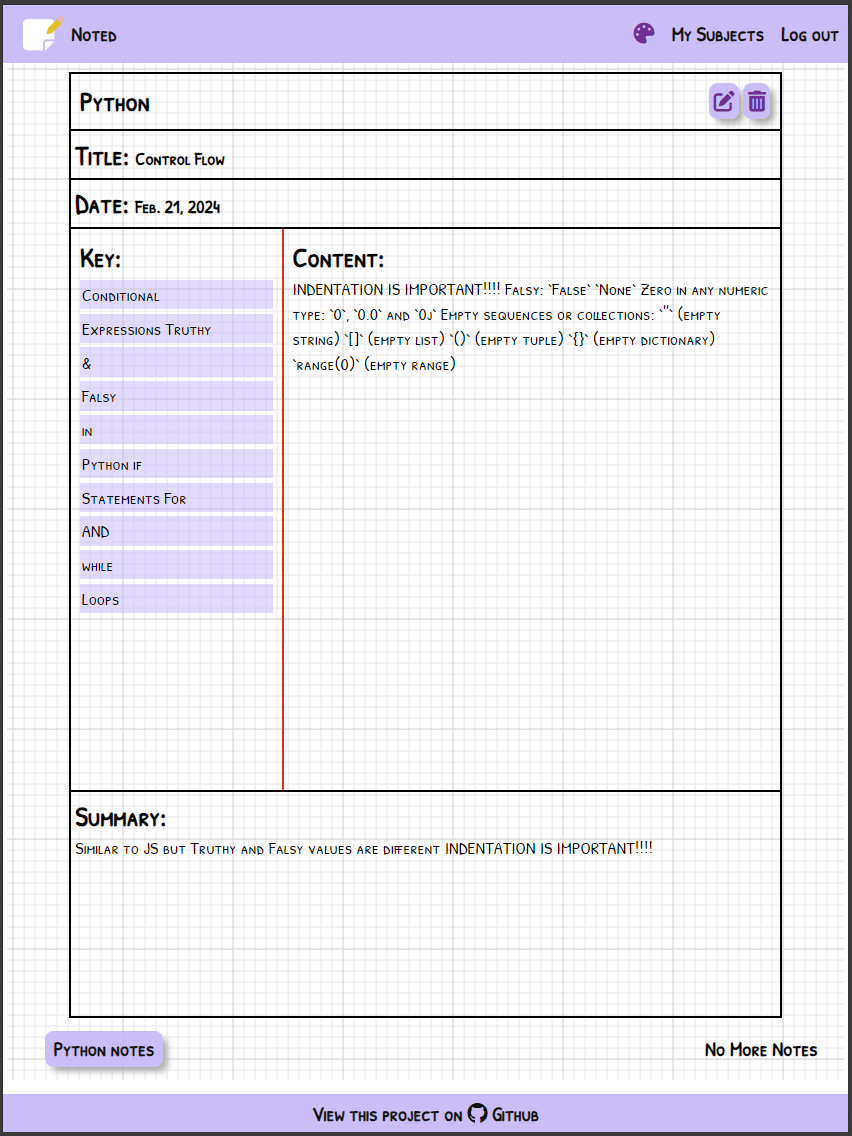 Noted
My Subjects
Log out
Python
Title: Control Flow
Date: Feb. 21, 2024
Key:
Conditional
Expressions Truthy
&
Falsy
in
Python if
Statements For
AND
while
Loops
Content:
INDENTATION IS IMPORTANT!!!! Falsy: `False` `None` Zero in any numeric
type: `0`, `0.0` and `0j` Empty sequences or collections: `''` (empty
string) `[]` (empty list) `()` (empty tuple) `{}` (empty dictionary)
`range(0)` (empty range)
Summary:
Similar to JS but Truthy and Falsy values are different INDENTATION IS IMPORTANT!!!!
Python notes
No More Notes
View this project on Github